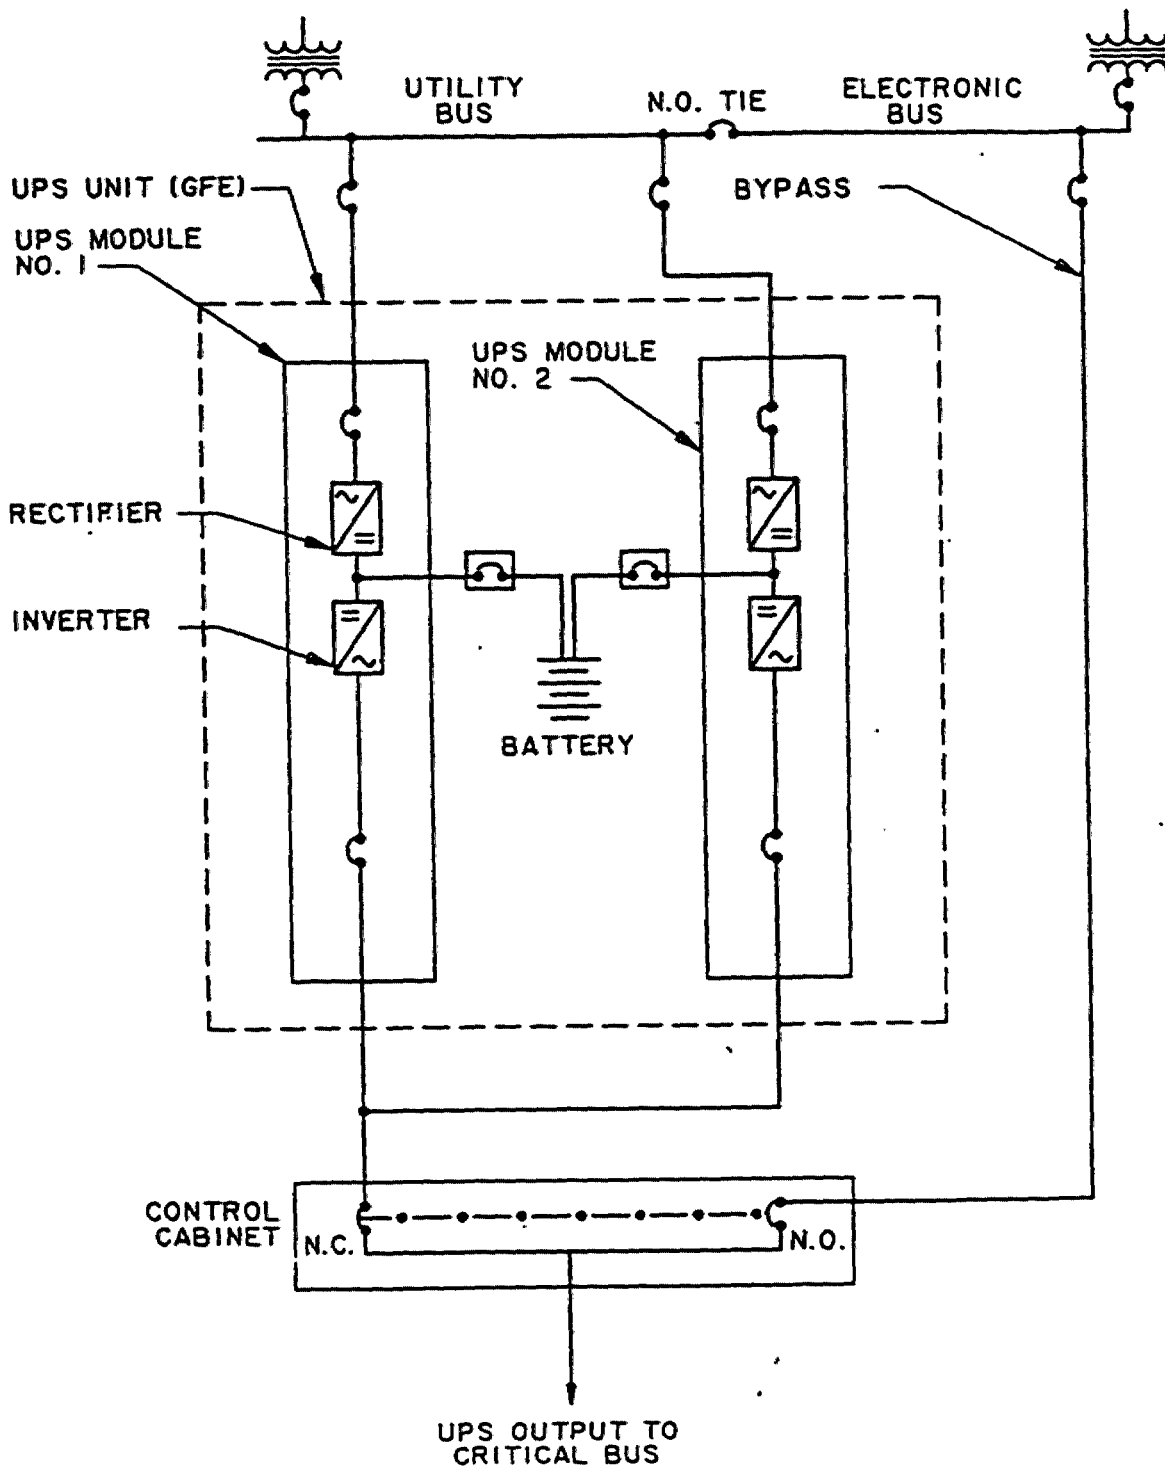 UTILITY
BUS
N.O. TIE
ELECTRONIC
BUS
UPS UNIT (GFE)
BYPASS
UPS MODULE
NO. 1
UPS MODULE
NO. 2
RECTIFIER
INVERTER
BATTERY
CONTROL
CABINET
N.C.
N.O.
UPS OUTPUT TO
CRITICAL BUS